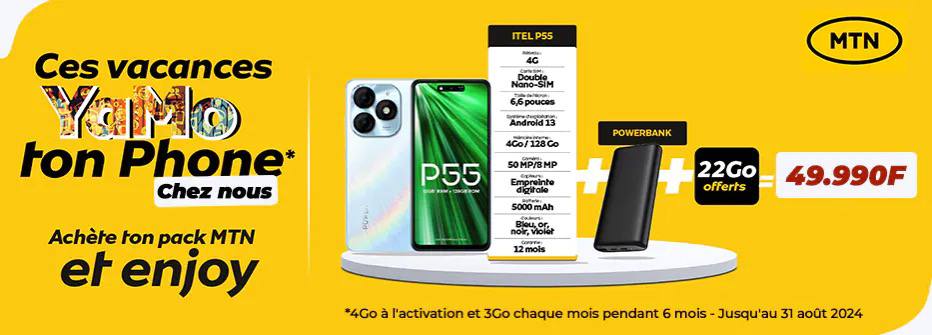 Ces vacances
YaMo
ton Phone*
Chez nous
Achète ton pack MTN
et enjoy
P55
ITEL P55
Réseau :
4G
Carte SIM :
Double
Nano-SIM
Taille de l'écran :
6,6 pouces
Système d'exploitation :
Android 13
Mémoire interne :
4Go / 128 Go
Caméra :
50 MP/8 MP
Capteurs :
Empreinte
digitale
Batterie :
5000 mAh
Couleurs :
Bleu, or,
noir, violet
Garantie :
12 mois
+
POWERBANK
+
22Go
offerts
=
49.990F
MTN
*4Go à l'activation et 3Go chaque mois pendant 6 mois - Jusqu'au 31 août 2024